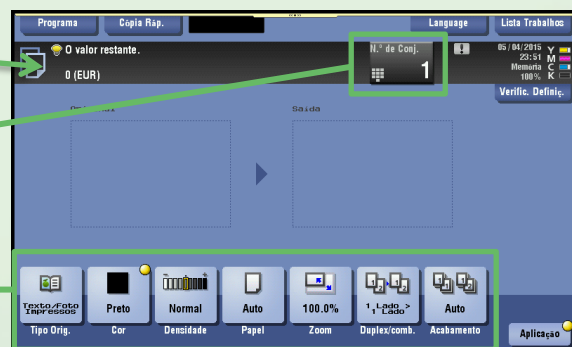 Programa
Cópia Ráp.
Language
Lista Trabalhos
O valor restante.
0 (EUR)
N.º de Conj.
1
05/04/2015
23:51
Memória
100%
Y
M
C
K
Verific. Definiç.
Original
Saída
Texto/Foto
Impressos
Preto
Normal
Auto
100.0%
1 Lado >
1 Lado
Auto
Tipo Orig.
Cor
Densidade
Papel
Zoom
Duplex/comb.
Acabamento
Aplicação